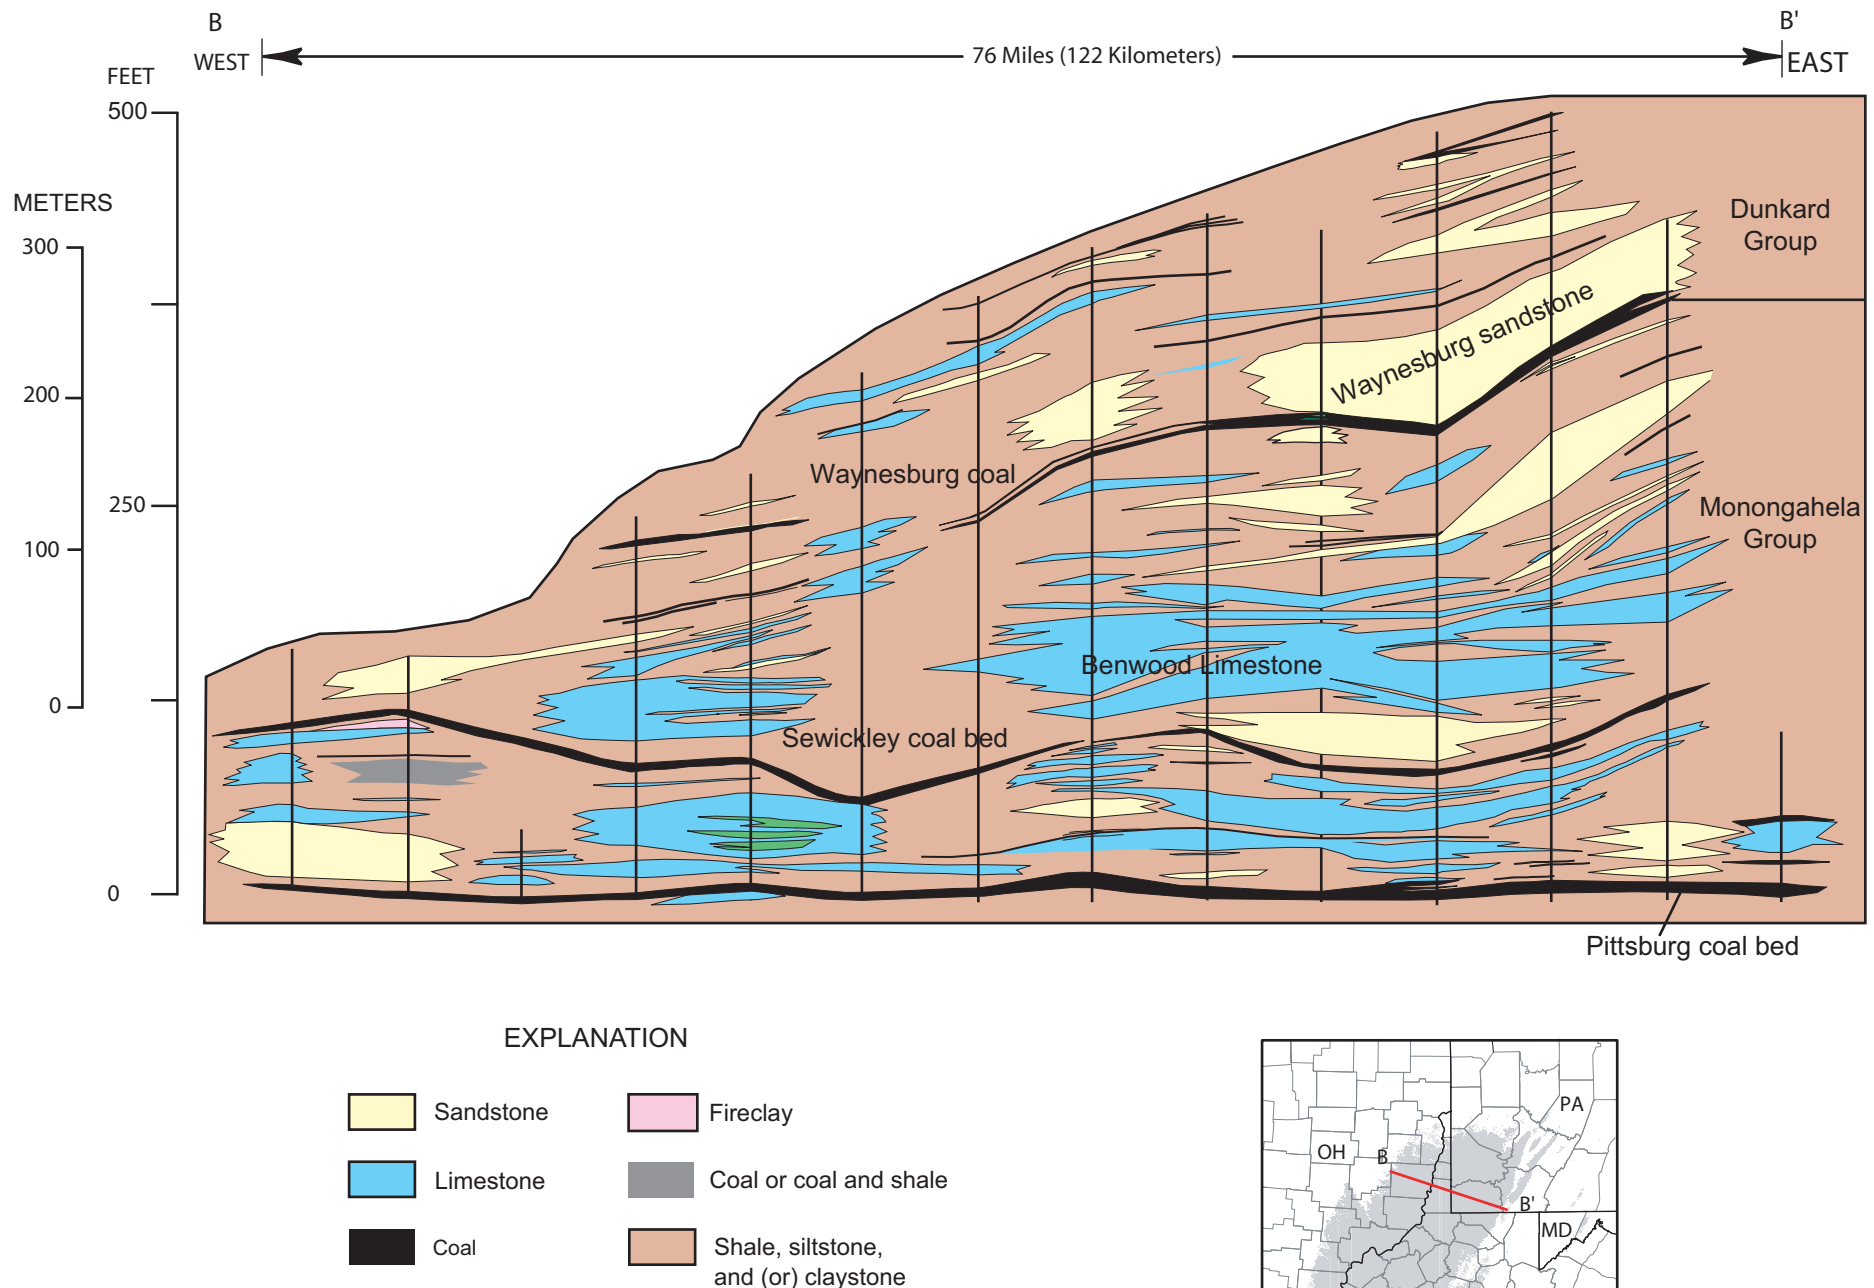 B
B'
WEST
76 Miles (122 Kilometers)
EAST
FEET
500
METERS
300
200
250
100
0
0
Dunkard
Group
Waynesburg sandstone
Waynesburg coal
Monongahela
Group
Benwood Limestone
Sewickley coal bed
Pittsburg coal bed
EXPLANATION
Sandstone
Fireclay
Limestone
Coal or coal and shale
Coal
Shale, siltstone,
and (or) claystone
PA
OH
B
B'
MD